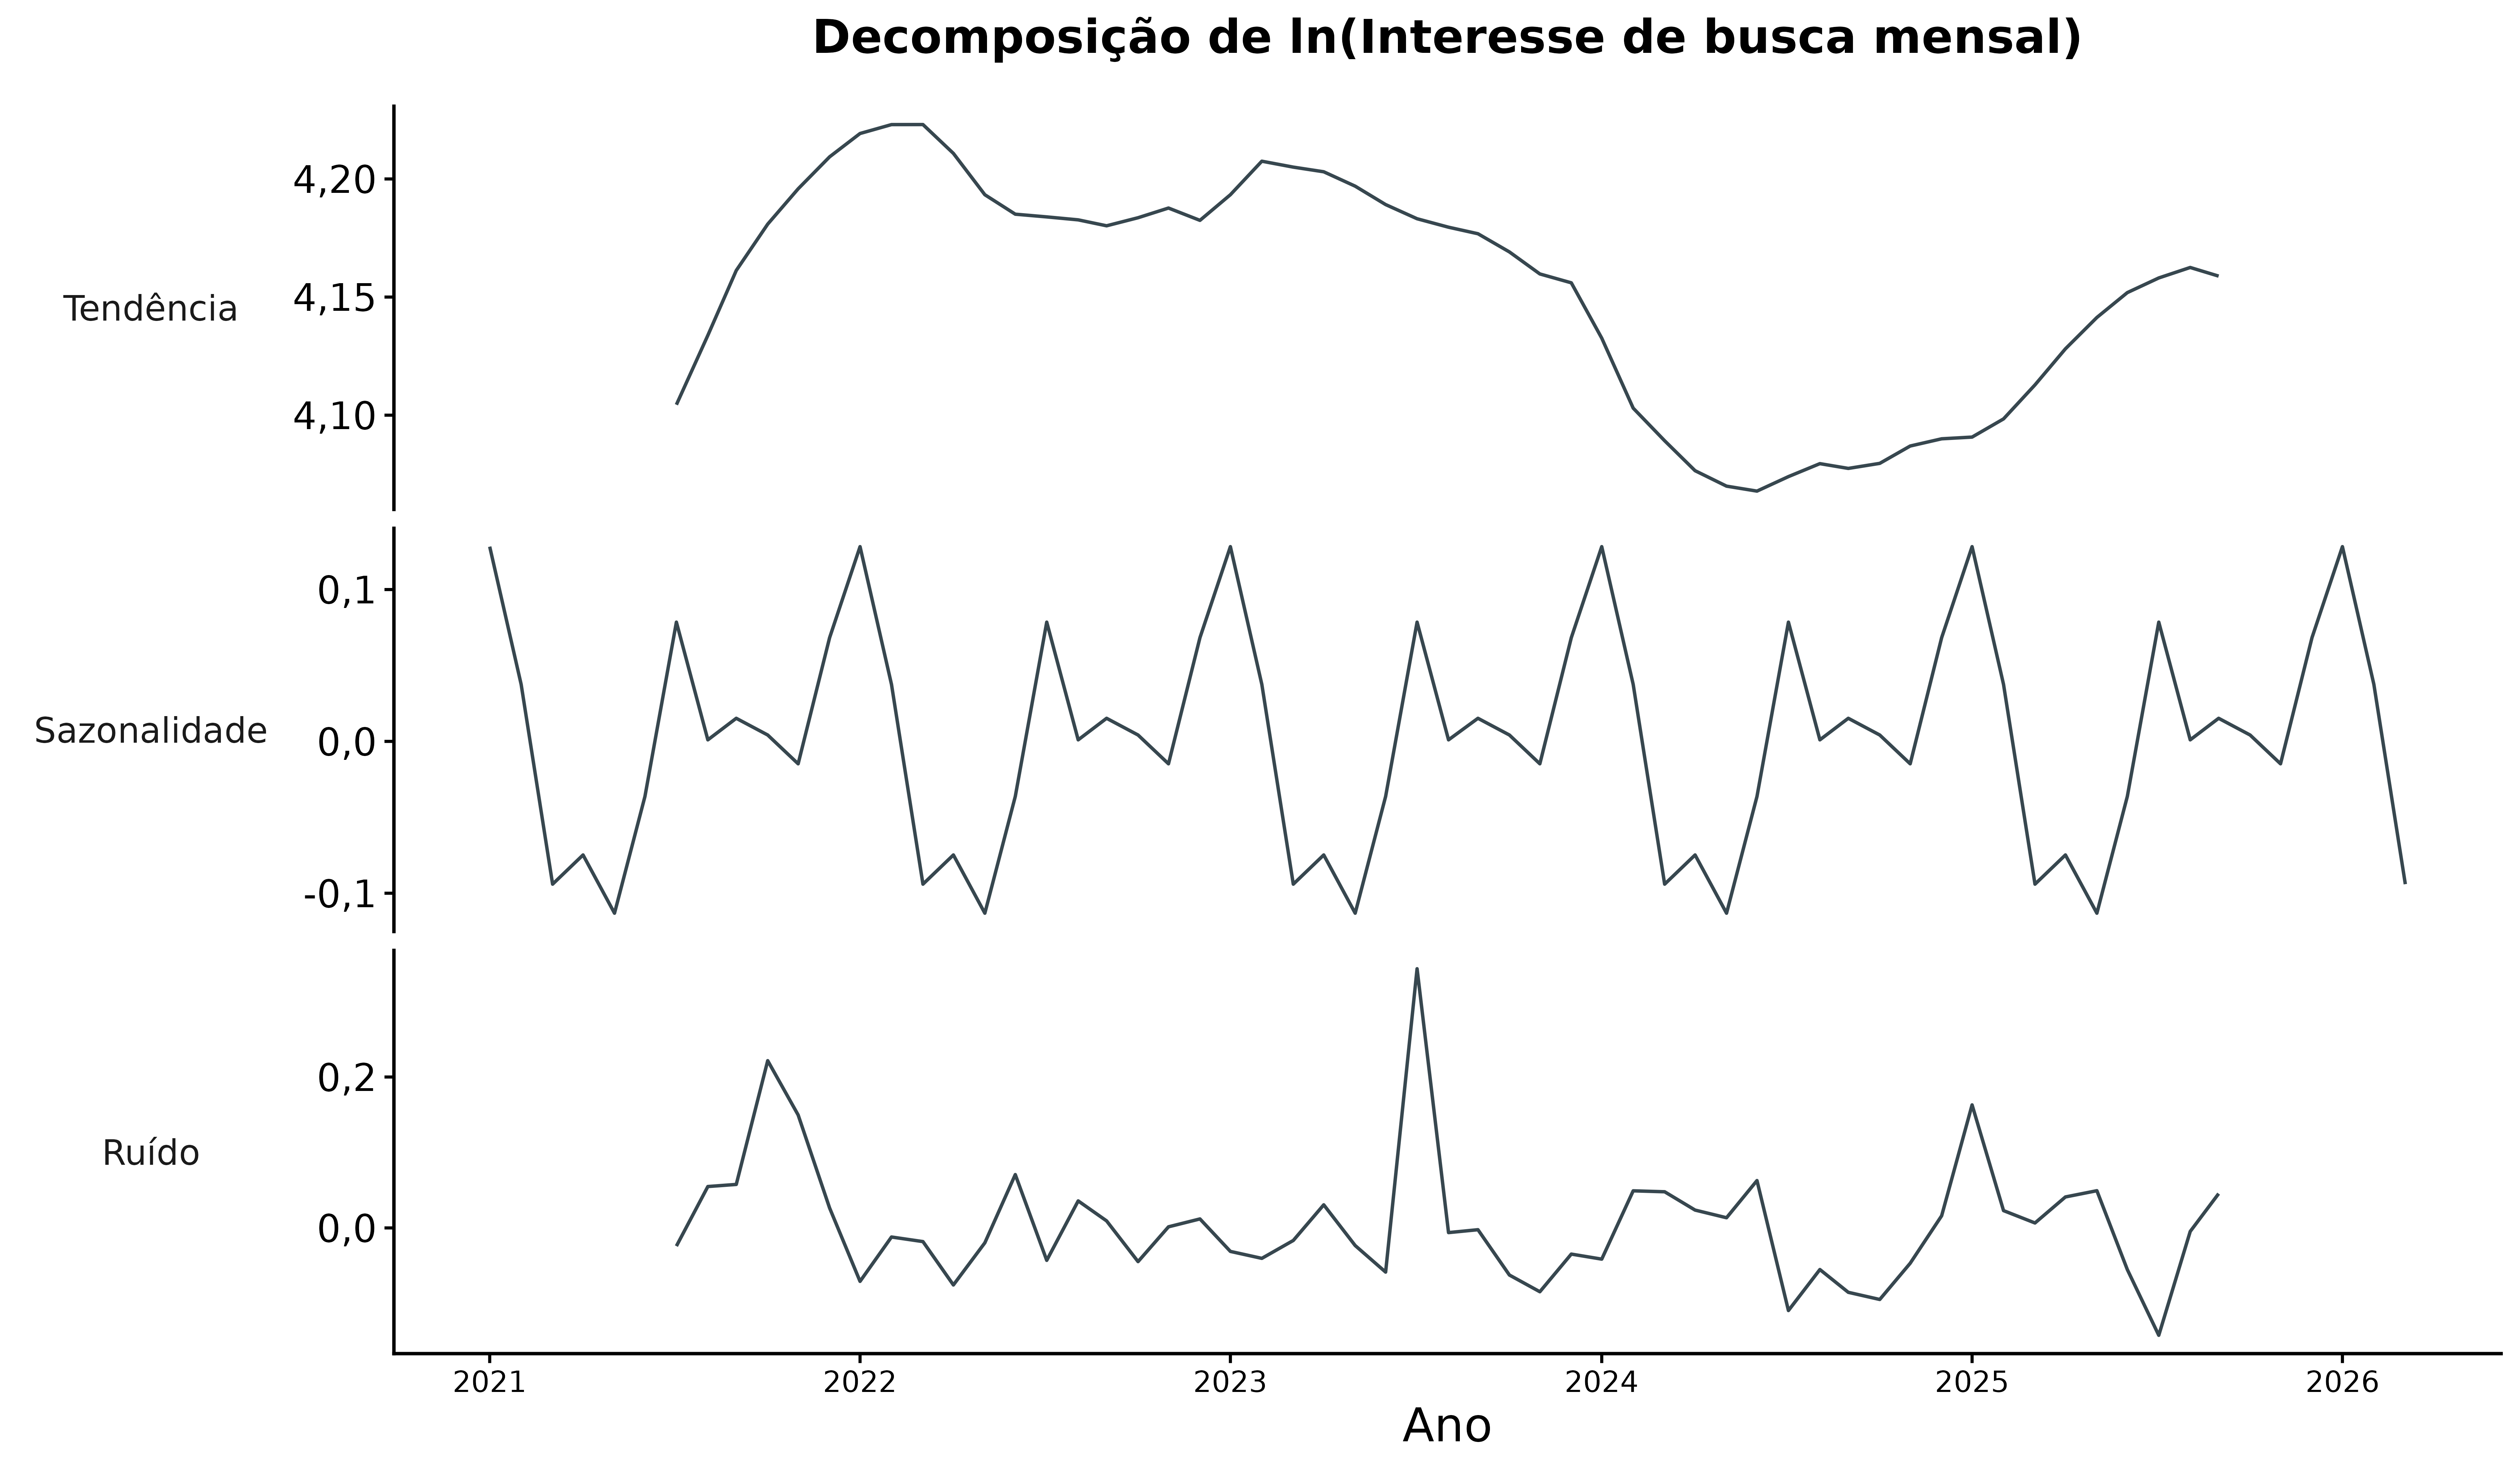 Decomposição de ln(Interesse de busca mensal)
4,20
Tendência
4,15
4,10
0,1
Sazonalidade
0,0
-0,1
0,2
Ruído
0,0
2021 2022 2023 2024 2025 2026
Ano